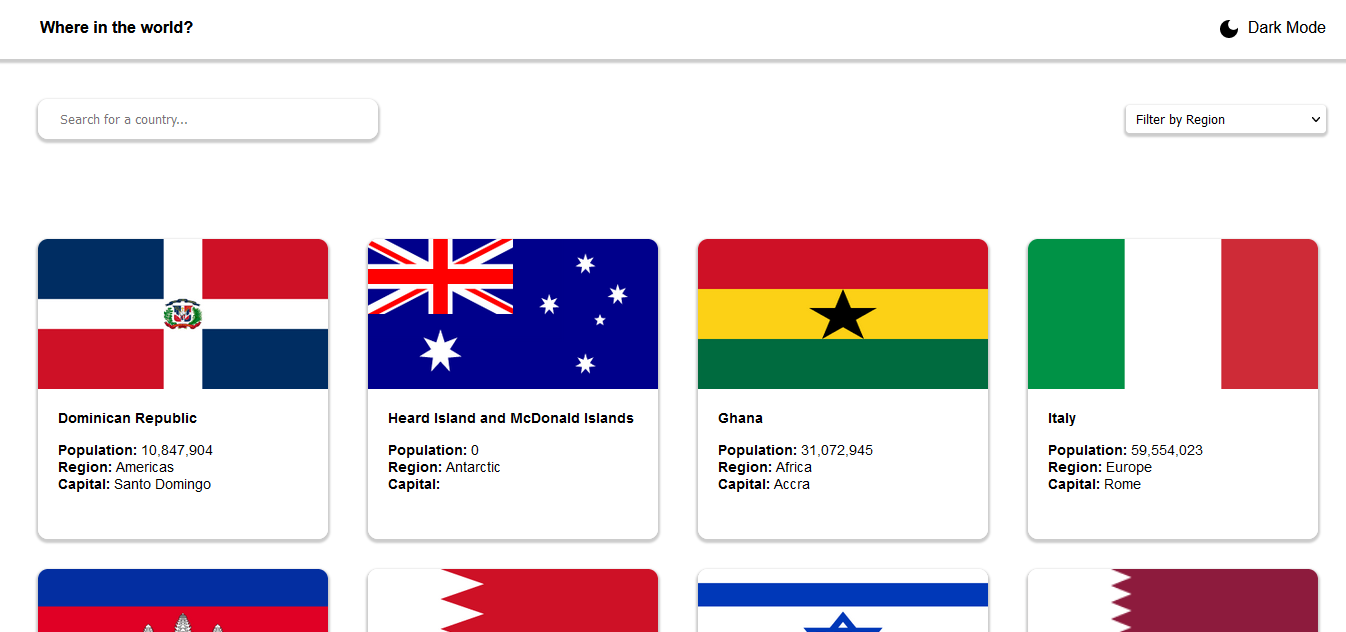 Where in the world?
Dark Mode
Search for a country...
Filter by Region
Dominican Republic
Population: 10,847,904
Region: Americas
Capital: Santo Domingo
Heard Island and McDonald Islands
Population: 0
Region: Antarctic
Capital:
Ghana
Population: 31,072,945
Region: Africa
Capital: Accra
Italy
Population: 59,554,023
Region: Europe
Capital: Rome